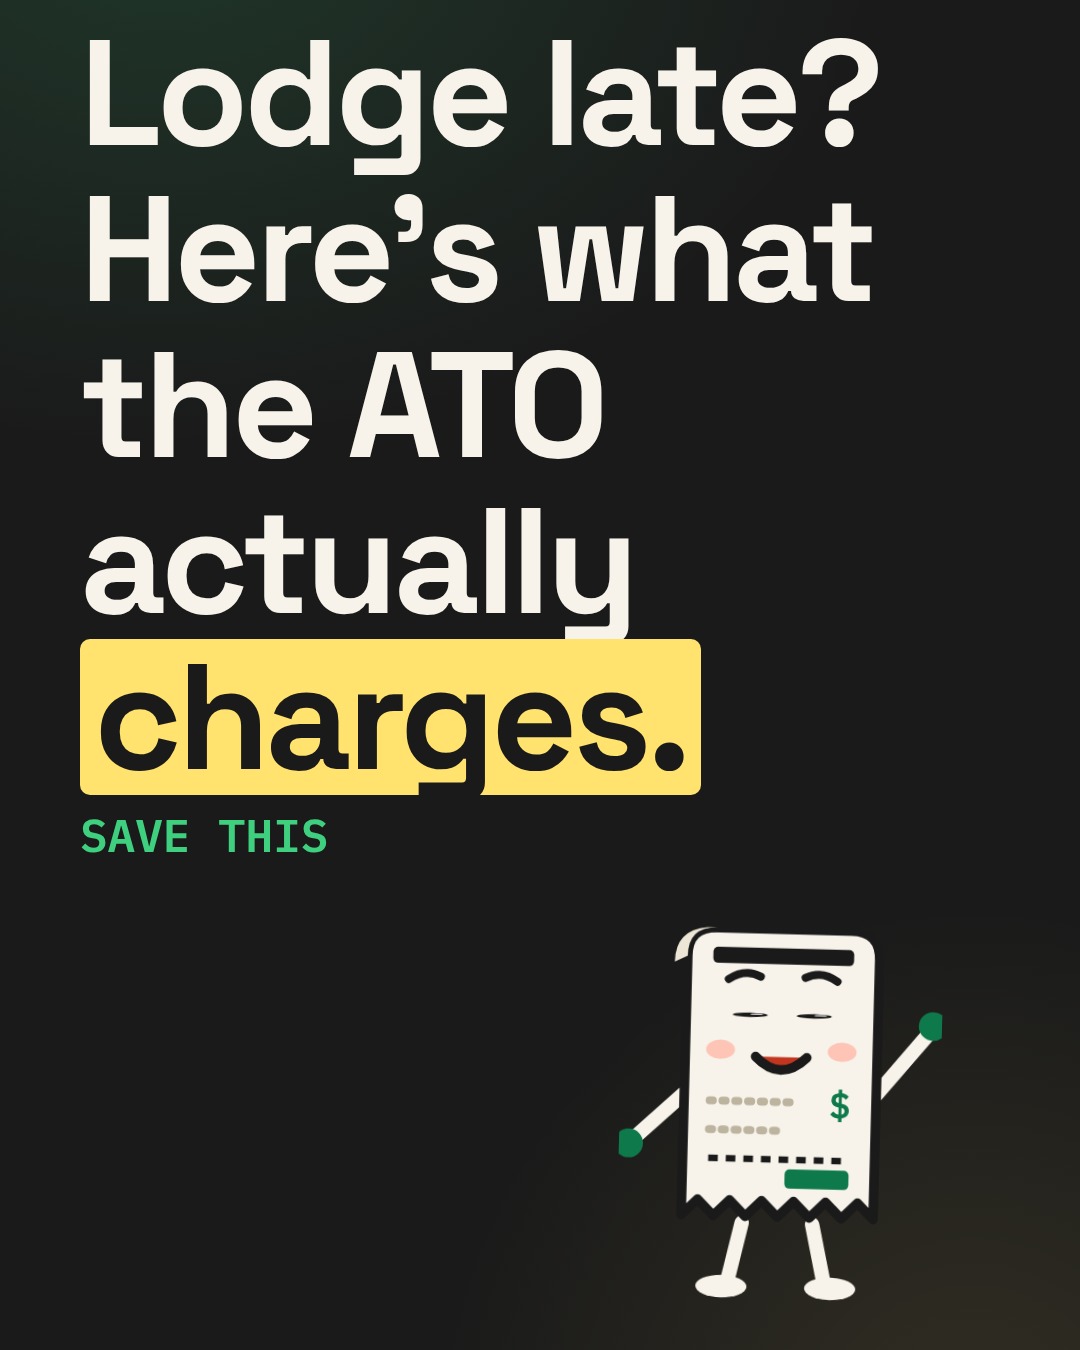 Lodge late?
Here’s what
the ATO
actually
charges.
SAVE THIS
$